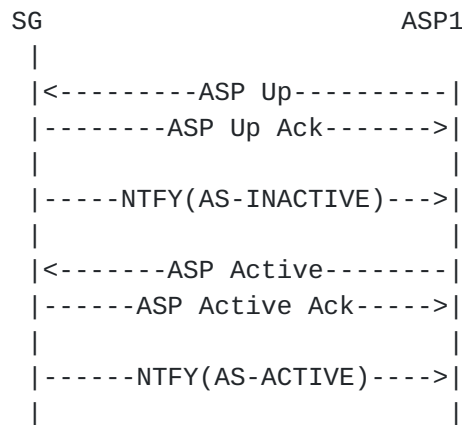 SG                       ASP1
 |
 |<---------ASP Up----------|
 |--------ASP Up Ack------->|
 |                          |
 |-----NTFY(AS-INACTIVE)--->|
 |                          |
 |<-------ASP Active--------|
 |------ASP Active Ack----->|
 |                          |
 |------NTFY(AS-ACTIVE)---->|
 |                          |